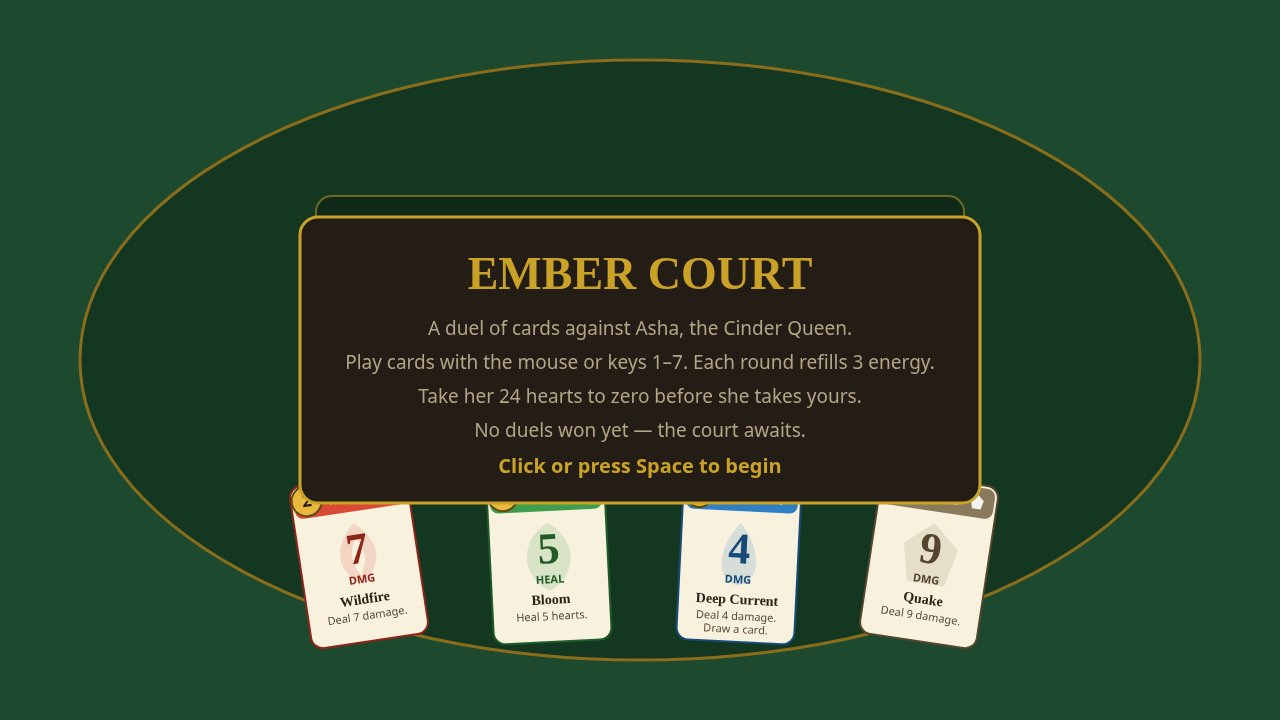 EMBER COURT
A duel of cards against Asha, the Cinder Queen.
Play cards with the mouse or keys 1–7. Each round refills 3 energy.
Take her 24 hearts to zero before she takes yours.
No duels won yet — the court awaits.
Click or press Space to begin
7
DMG
Wildfire
Deal 7 damage.
5
HEAL
Bloom
Heal 5 hearts.
4
DMG
Deep Current
Deal 4 damage.
Draw a card.
9
DMG
Quake
Deal 9 damage.